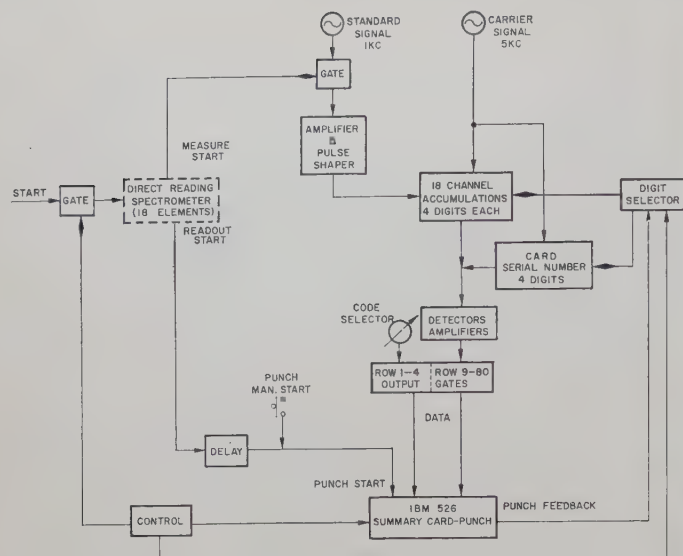 STANDARD
SIGNAL
1KC
CARRIER
SIGNAL
5KC
GATE
AMPLIFIER
&
PULSE
SHAPER
MEASURE
START
START
GATE
DIRECT READING
SPECTROMETER
(18 ELEMENTS)
READOUT
START
18 CHANNEL
ACCUMULATIONS
4 DIGITS EACH
DIGIT
SELECTOR
CARD
SERIAL NUMBER
4 DIGITS
CODE
SELECTOR
DETECTORS
AMPLIFIERS
ROW 1-4
OUTPUT
ROW 9-80
GATES
PUNCH
MAN. START
DATA
DELAY
PUNCH START
IBM 526
SUMMARY CARD-PUNCH
PUNCH FEEDBACK
CONTROL